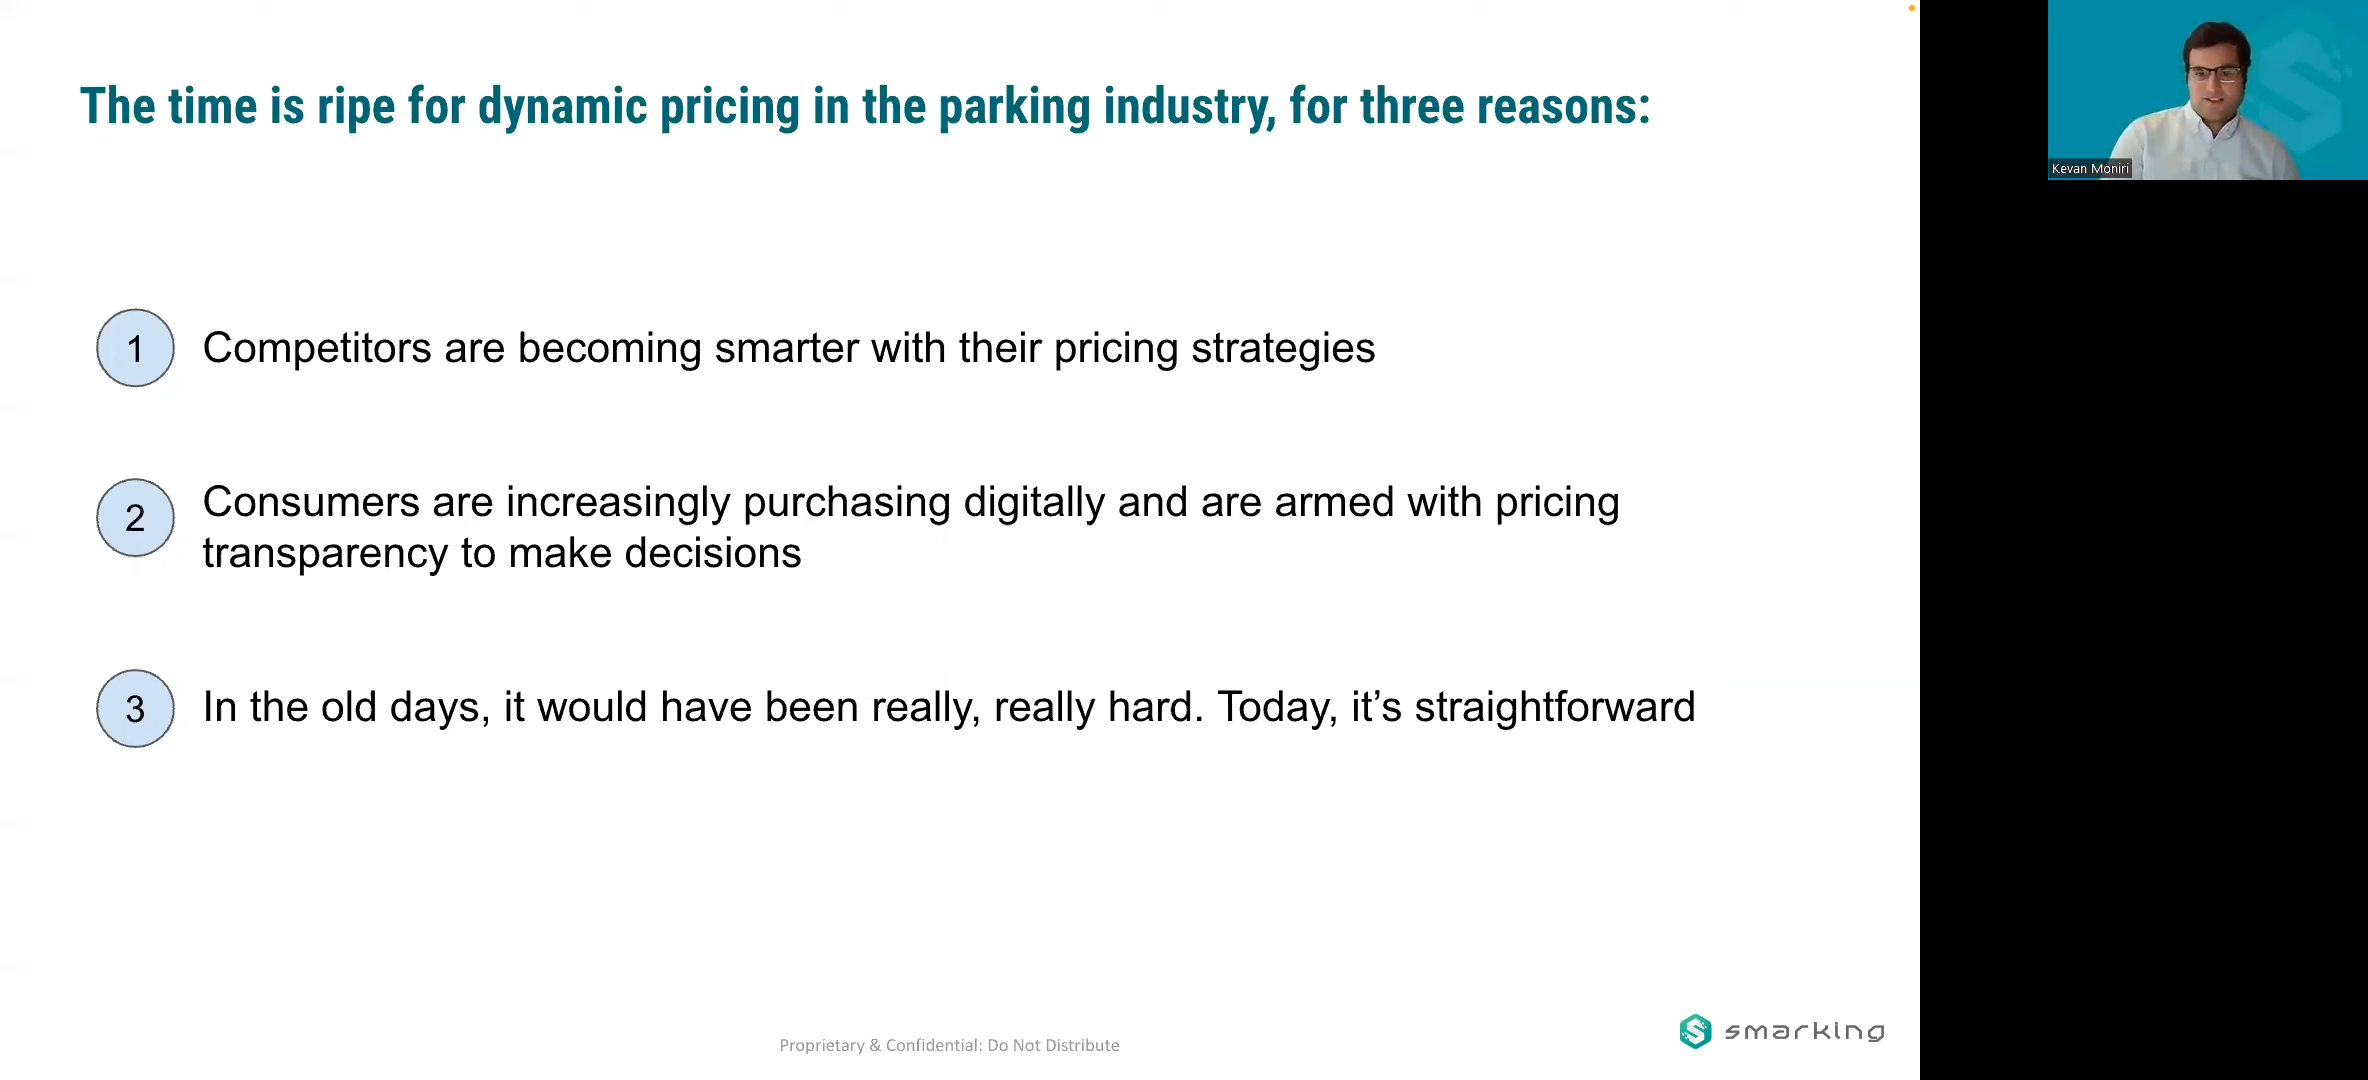 The time is ripe for dynamic pricing in the parking industry, for three reasons:
Kevan Moniri
1
Competitors are becoming smarter with their pricing strategies
2
Consumers are increasingly purchasing digitally and are armed with pricing
transparency to make decisions
3
In the old days, it would have been really, really hard. Today, it’s straightforward
Proprietary & Confidential: Do Not Distribute
smarking